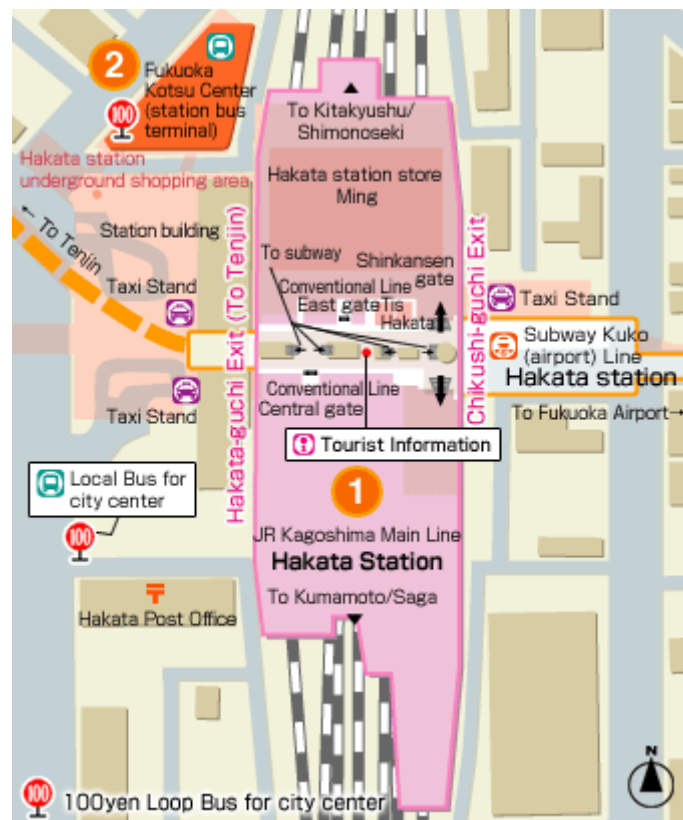 2
Fukuoka
Kotsu Center
(station bus
terminal)
100
Hakata station
underground shopping area
← To Tenjin
Station building
Taxi Stand
Taxi Stand
Hakata-guchi Exit (To Tenjin)
To Kitakyushu/
Shimonoseki
Hakata station store
Ming
To subway
Shinkansen
gate
Conventional Line
East gate
Tis
Hakata
Conventional Line
Central gate
Tourist Information
Chikushi-guchi Exit
Taxi Stand
Subway Kuko
(airport) Line
Hakata station
To Fukuoka Airport→
Local Bus for
city center
100
1
JR Kagoshima Main Line
Hakata Station
To Kumamoto/Saga
〒
Hakata Post Office
N
100
100yen Loop Bus for city center